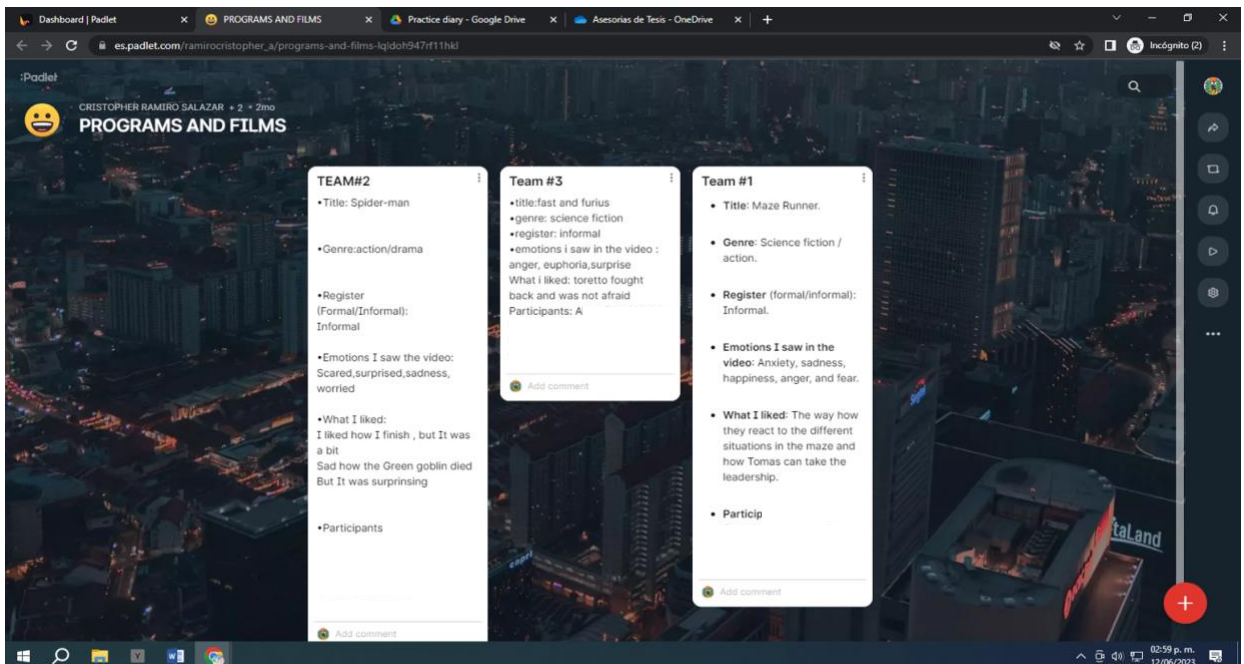 Dashboard | Padlet
PROGRAMS AND FILMS
Practice diary - Google Drive
Asesorias de Tesis - OneDrive
es.padlet.com/ramirocristopher_a/programs-and-films-lqldoh947rf11hkl
Incógnito (2)
:Padlet
CRISTOPHER RAMIRO SALAZAR + 2 • 2mo
PROGRAMS AND FILMS
TEAM#2
•Title: Spider-man
•Genre:action/drama
•Register
(Formal/Informal):
Informal
•Emotions I saw the video:
Scared,surprised,sadness,
worried
•What I liked:
I liked how I finish , but It was
a bit
Sad how the Green goblin died
But It was surprinsing
•Participants
Add comment
Team #3
•title:fast and furius
•genre: science fiction
•register: informal
•emotions i saw in the video :
anger, euphoria,surprise
What i liked: toretto fought
back and was not afraid
Participants: A
Add comment
Team #1
• Title: Maze Runner.
• Genre: Science fiction /
action.
• Register (formal/informal):
Informal.
• Emotions I saw in the
video: Anxiety, sadness,
happiness, anger, and fear.
• What I liked: The way how
they react to the different
situations in the maze and
how Tomas can take the
leadership.
• Particip
Add comment
taLand
02:59 p. m.
12/06/2023